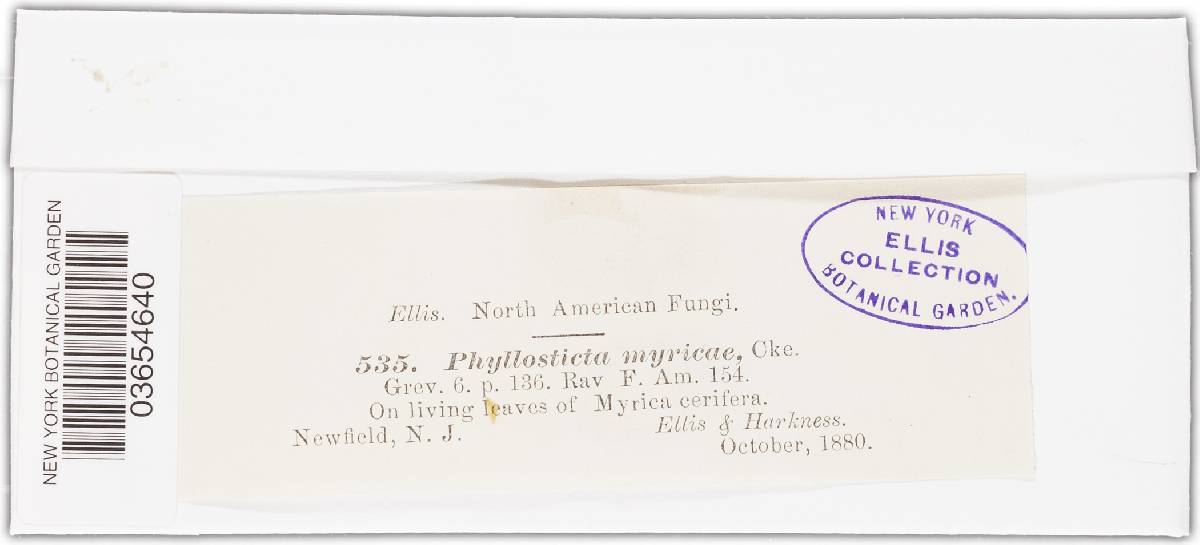 NEW YORK BOTANICAL GARDEN
03654640
NEW YORK
ELLIS
COLLECTION
BOTANICAL GARDEN.
Ellis. North American Fungi.
535. Phyllosticta myricae, Cke.
Grev. 6. p. 136. Rav F. Am. 154.
On living leaves of Myrica cerifera.
Newfield, N. J.
Ellis & Harkness.
October, 1880.